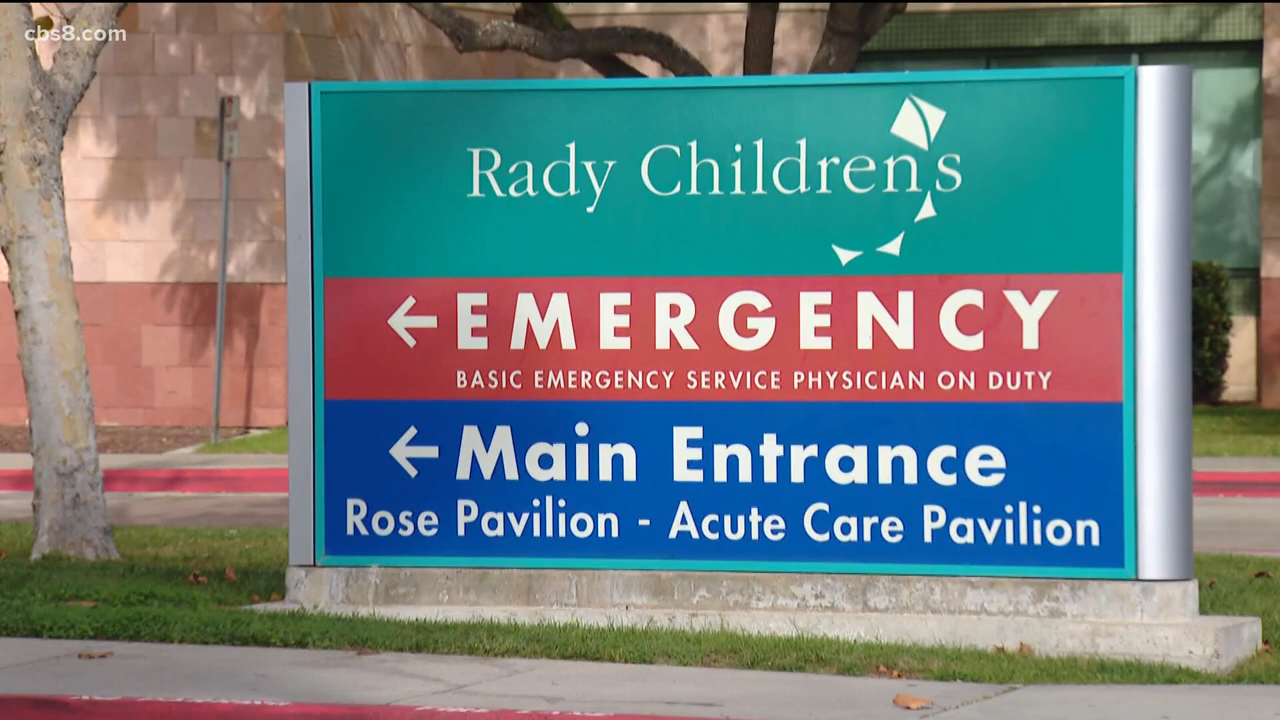 cbs8.com
Rady Children's
← EMERGENCY
BASIC EMERGENCY SERVICE PHYSICIAN ON DUTY
← Main Entrance
Rose Pavilion - Acute Care Pavilion